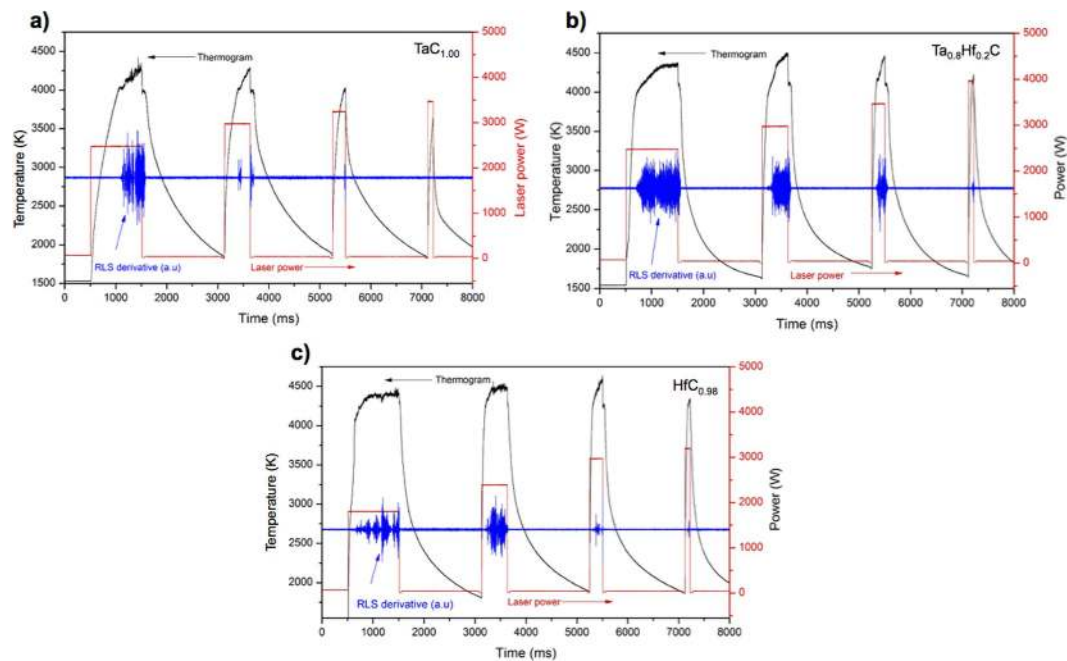 a)
TaC1.00
Thermogram
RLS derivative (a.u)
Laser power
Temperature (K)
4500
4000
3500
3000
2500
2000
1500
Laser power (W)
5000
4000
3000
2000
1000
0
0 1000 2000 3000 4000 5000 6000 7000 8000
Time (ms)
b)
Ta0.8Hf0.2C
Thermogram
RLS derivative (a.u)
Laser power
Temperature (K)
4500
4000
3500
3000
2500
2000
1500
Power (W)
5000
4000
3000
2000
1000
0
0 1000 2000 3000 4000 5000 6000 7000 8000
Time (ms)
c)
HfC0.98
Thermogram
RLS derivative (a.u)
Laser power
Temperature (K)
4500
4000
3500
3000
2500
2000
Power (W)
5000
4000
3000
2000
1000
0
0 1000 2000 3000 4000 5000 6000 7000 8000
Time (ms)